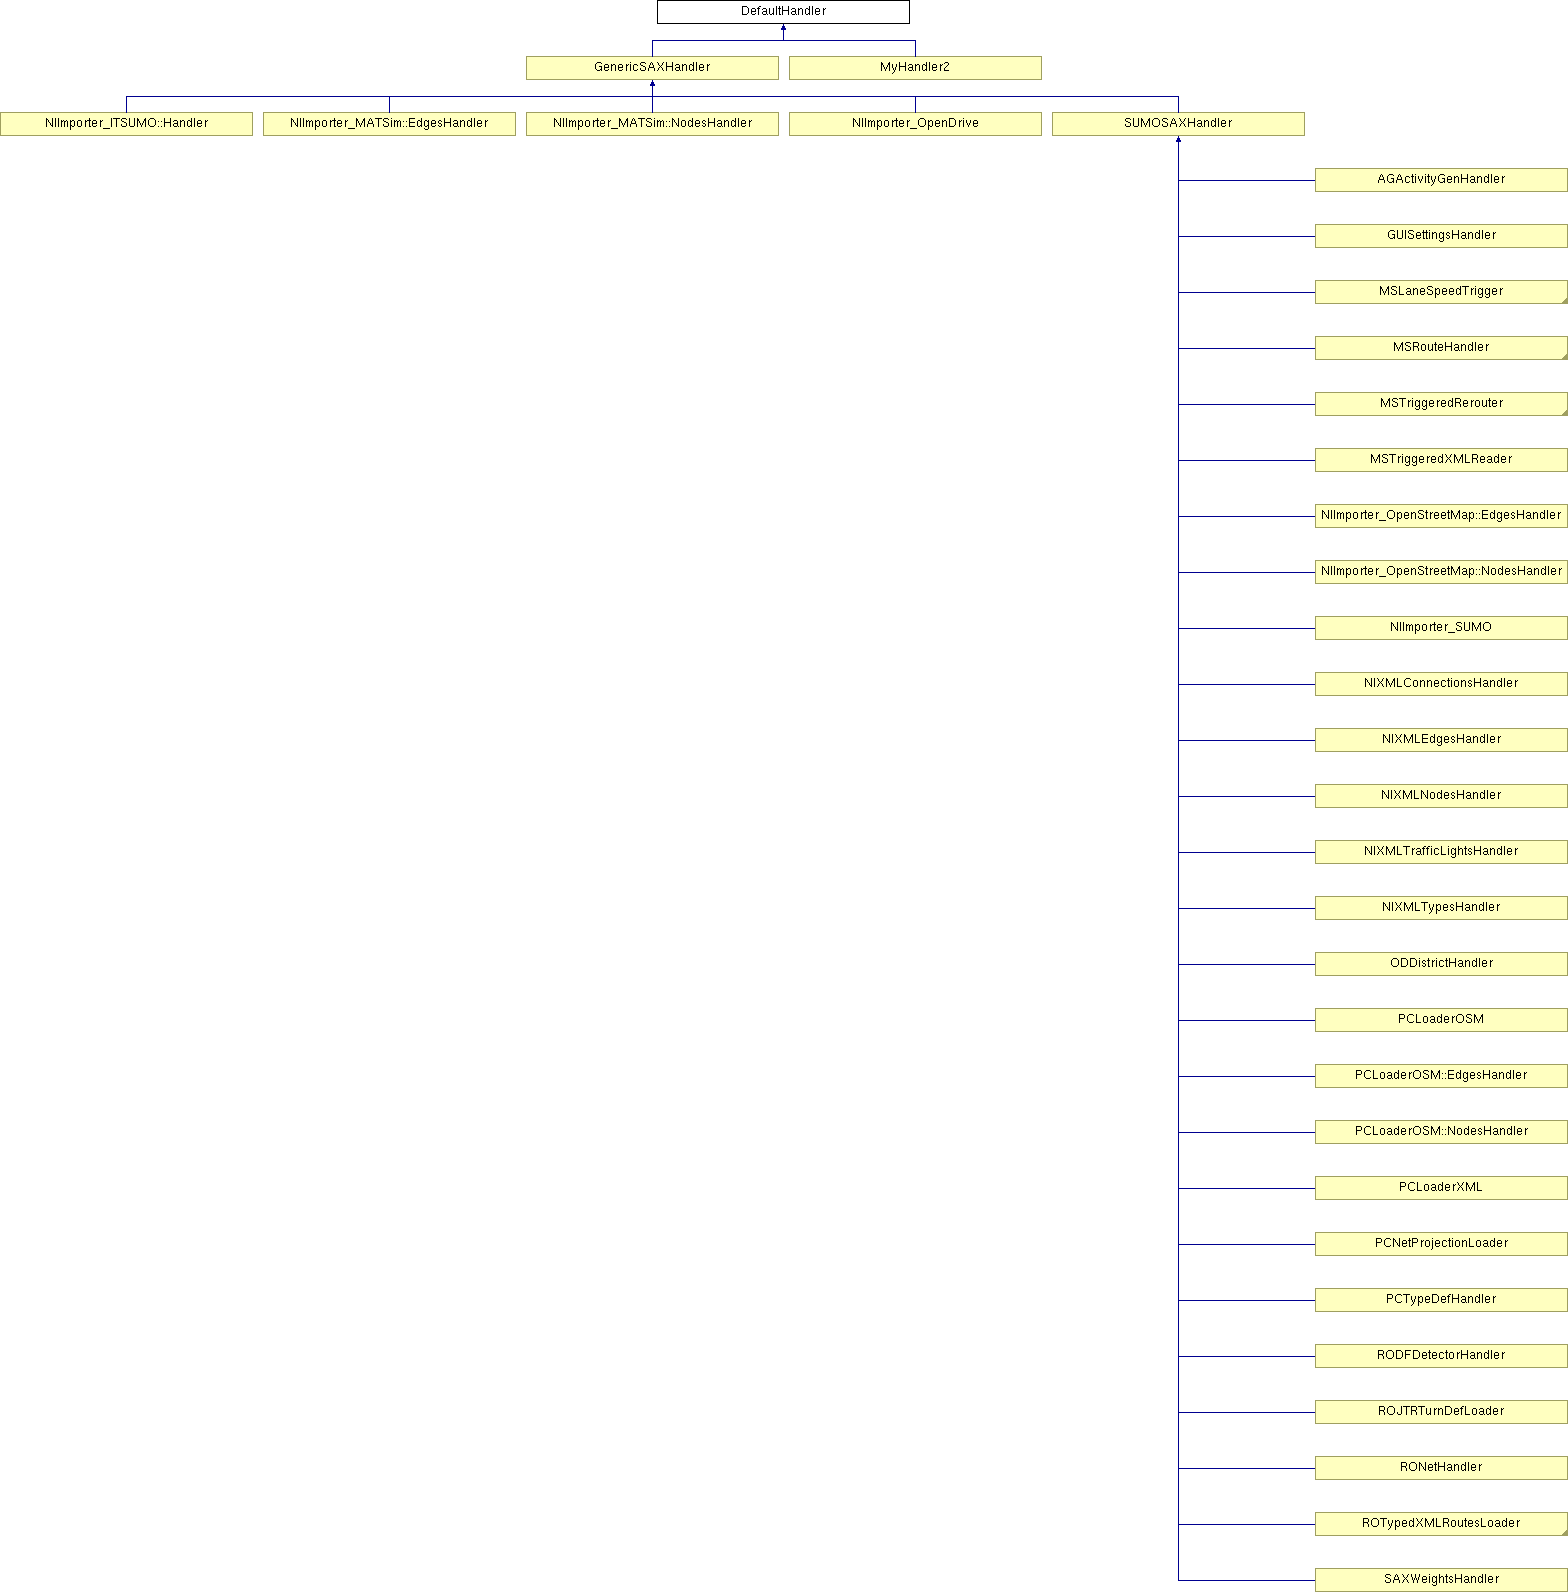 DefaultHandler
GenericSAXHandler
MyHandler2
NIImporter_ITSUMO::Handler
NIImporter_MATSim::EdgesHandler
NIImporter_MATSim::NodesHandler
NIImporter_OpenDrive
SUMOSAXHandler
AGActivityGenHandler
GUISettingsHandler
MSLaneSpeedTrigger
MSRouteHandler
MSTriggeredRerouter
MSTriggeredXMLReader
NIImporter_OpenStreetMap::EdgesHandler
NIImporter_OpenStreetMap::NodesHandler
NIImporter_SUMO
NIXMLConnectionsHandler
NIXMLEdgesHandler
NIXMLNodesHandler
NIXMLTrafficLightsHandler
NIXMLTypesHandler
ODDistrictHandler
PCLoaderOSM
PCLoaderOSM::EdgesHandler
PCLoaderOSM::NodesHandler
PCLoaderXML
PCNetProjectionLoader
PCTypeDefHandler
RODFDetectorHandler
ROJTRTurnDefLoader
RONetHandler
ROTypedXMLRoutesLoader
SAXWeightsHandler